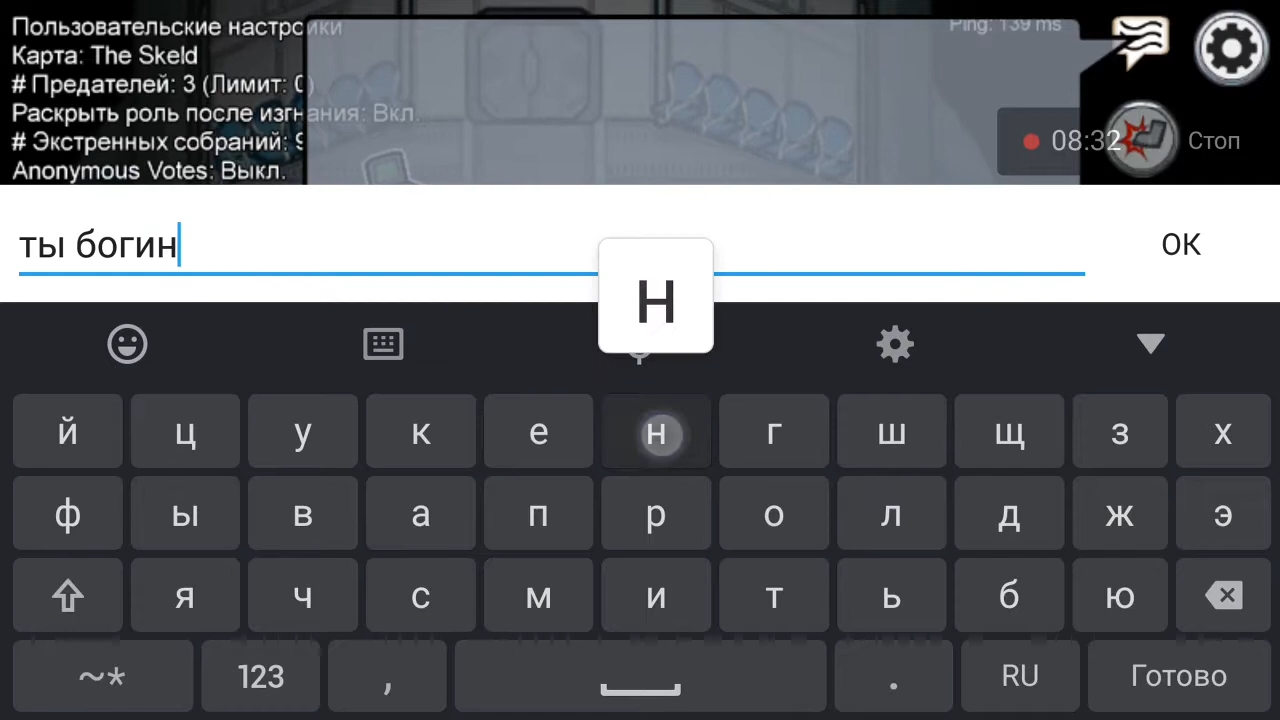 Пользовательские настройки
Карта: The Skeld
# Предателей: 3 (Лимит: 0)
Раскрыть роль после изгнания: Вкл.
# Экстренных собраний: 9
Anonymous Votes: Выкл.
Ping: 139 ms
08:32
Стоп
ты богин
ОК
Н
й ц у к е н г ш щ з х
ф ы в а п р о л д ж э
я ч с м и т ь б ю
~* 123 , . RU Готово